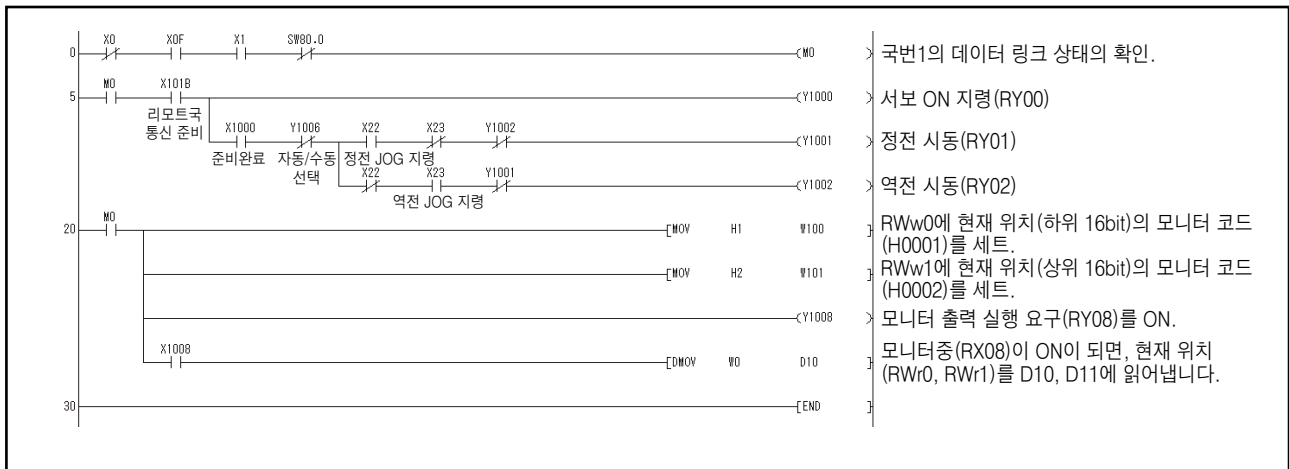 X0 X0F X1 SW80.0
0 (M0 ) 국번1의 데이터 링크 상태의 확인.
M0 X101B
5 (Y1000 ) 서보 ON 지령(RY00)
리모트국
통신 준비
X1000 Y1006 X22 X23 Y1002
(Y1001 ) 정전 시동(RY01)
준비완료 자동/수동 정전 JOG 지령
선택
X22 X23 Y1001
(Y1002 ) 역전 시동(RY02)
역전 JOG 지령
M0
20 [MOV H1 W100 ] RWw0에 현재 위치(하위 16bit)의 모니터 코드
(H0001)를 세트.
[MOV H2 W101 ] RWw1에 현재 위치(상위 16bit)의 모니터 코드
(H0002)를 세트.
(Y1008 ) 모니터 출력 실행 요구(RY08)를 ON.
X1008
[DMOV W0 D10 ] 모니터중(RX08)이 ON이 되면, 현재 위치
(RWr0, RWr1)를 D10, D11에 읽어냅니다.
30 [END ]